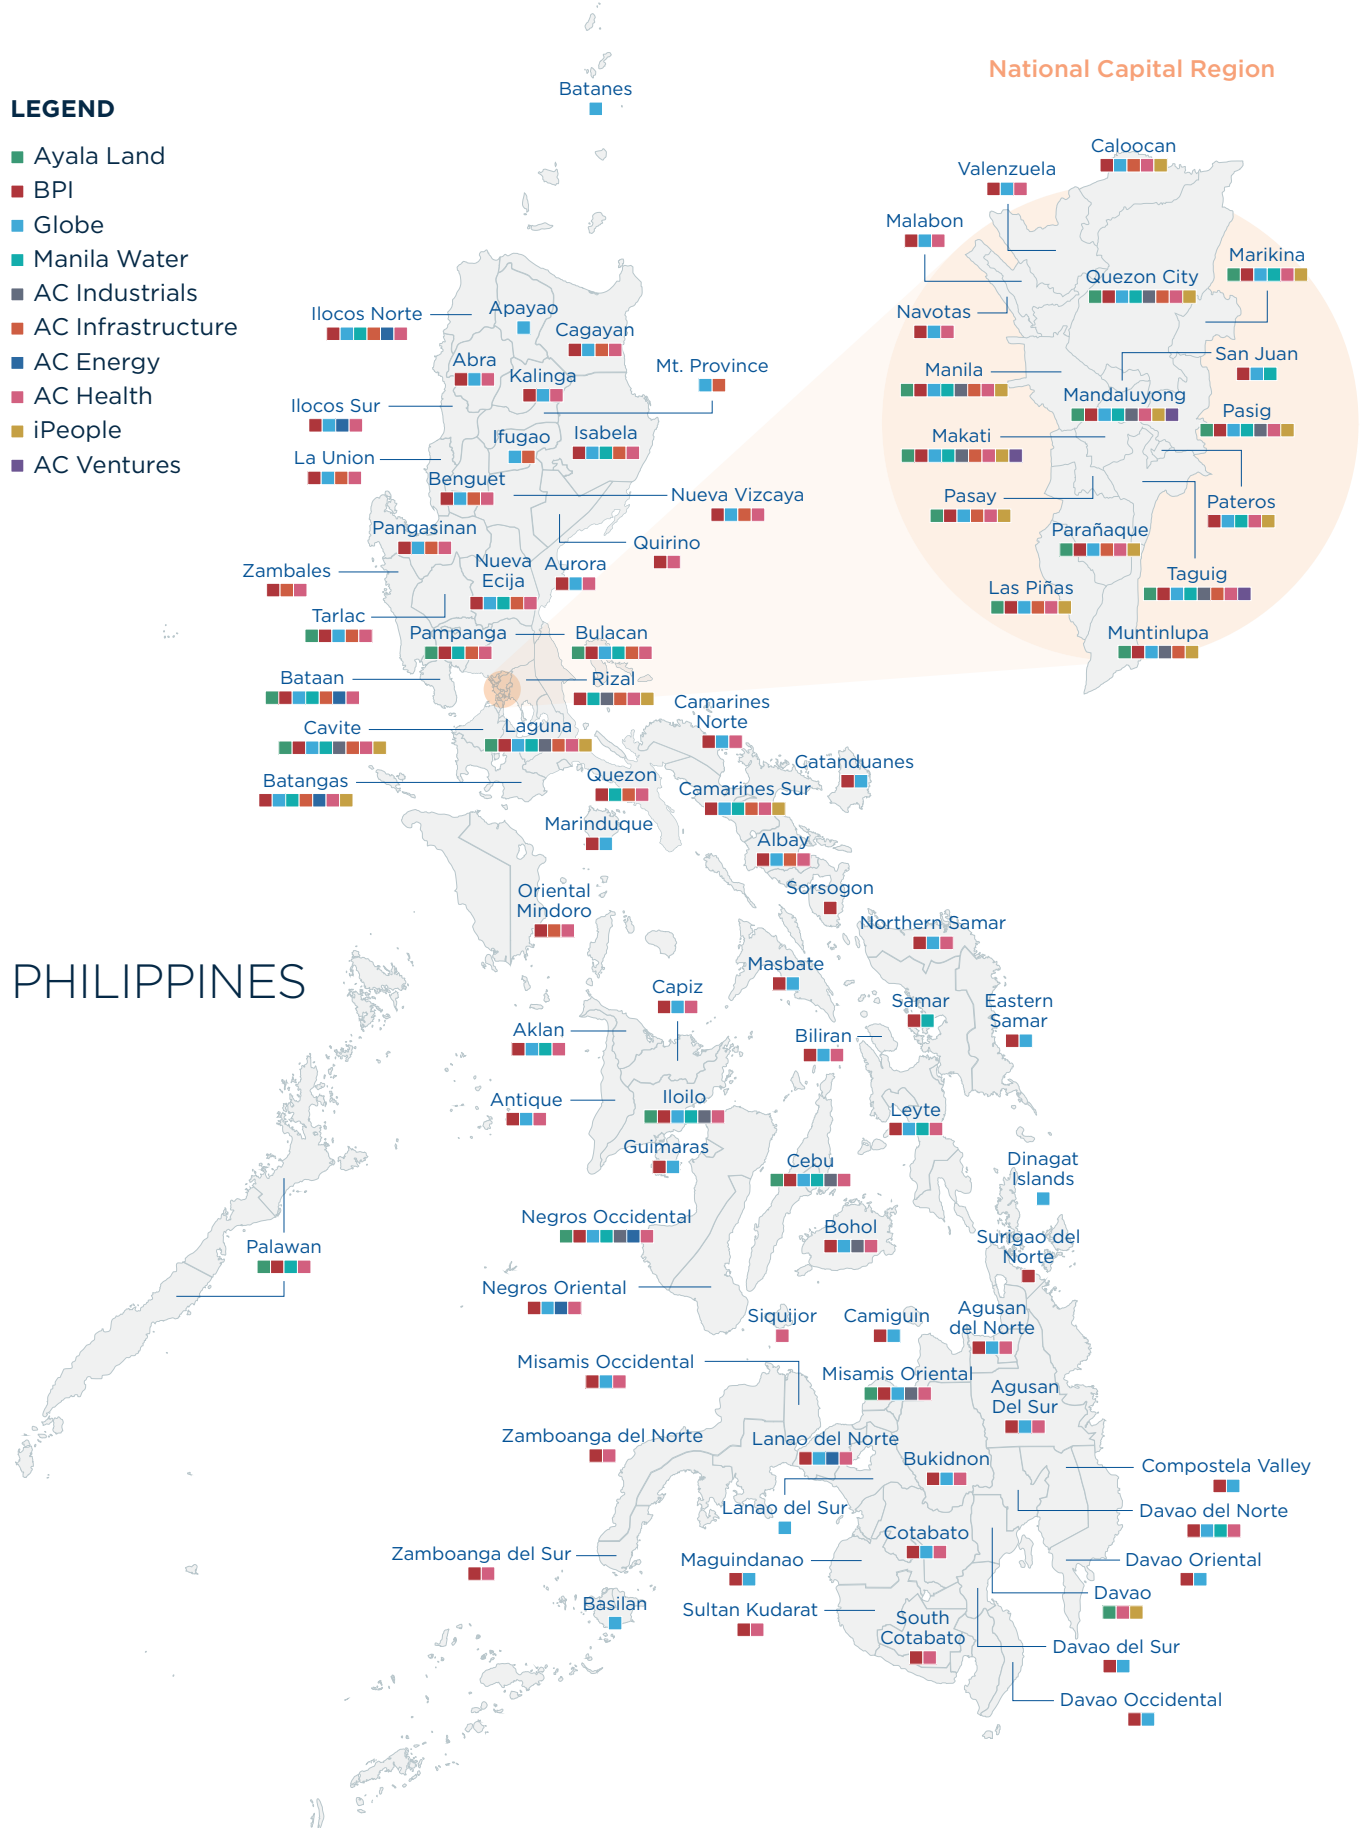 National Capital Region
LEGEND
Ayala Land
BPI
Globe
Manila Water
AC Industrials
AC Infrastructure
AC Energy
AC Health
iPeople
AC Ventures
PHILIPPINES
Batanes
Ilocos Norte
Apayao
Cagayan
Abra
Kalinga
Mt. Province
Ilocos Sur
Ifugao
Isabela
La Union
Benguet
Nueva Vizcaya
Pangasinan
Quirino
Zambales
Nueva
Ecija
Aurora
Tarlac
Pampanga
Bulacan
Bataan
Rizal
Cavite
Laguna
Camarines
Norte
Batangas
Quezon
Camarines Sur
Catanduanes
Marinduque
Albay
Oriental
Mindoro
Sorsogon
Northern Samar
Masbate
Capiz
Samar
Eastern
Samar
Aklan
Biliran
Antique
Iloilo
Leyte
Guimaras
Cebu
Dinagat
Islands
Negros Occidental
Bohol
Surigao del
Norte
Palawan
Negros Oriental
Siquijor
Camiguin
Agusan
del Norte
Misamis Occidental
Misamis Oriental
Agusan
Del Sur
Zamboanga del Norte
Lanao del Norte
Bukidnon
Compostela Valley
Lanao del Sur
Davao del Norte
Cotabato
Zamboanga del Sur
Maguindanao
Davao Oriental
Basilan
Sultan Kudarat
Davao
South
Cotabato
Davao del Sur
Davao Occidental
Caloocan
Valenzuela
Malabon
Marikina
Quezon City
Navotas
San Juan
Manila
Mandaluyong
Pasig
Makati
Pasay
Pateros
Parañaque
Taguig
Las Piñas
Muntinlupa